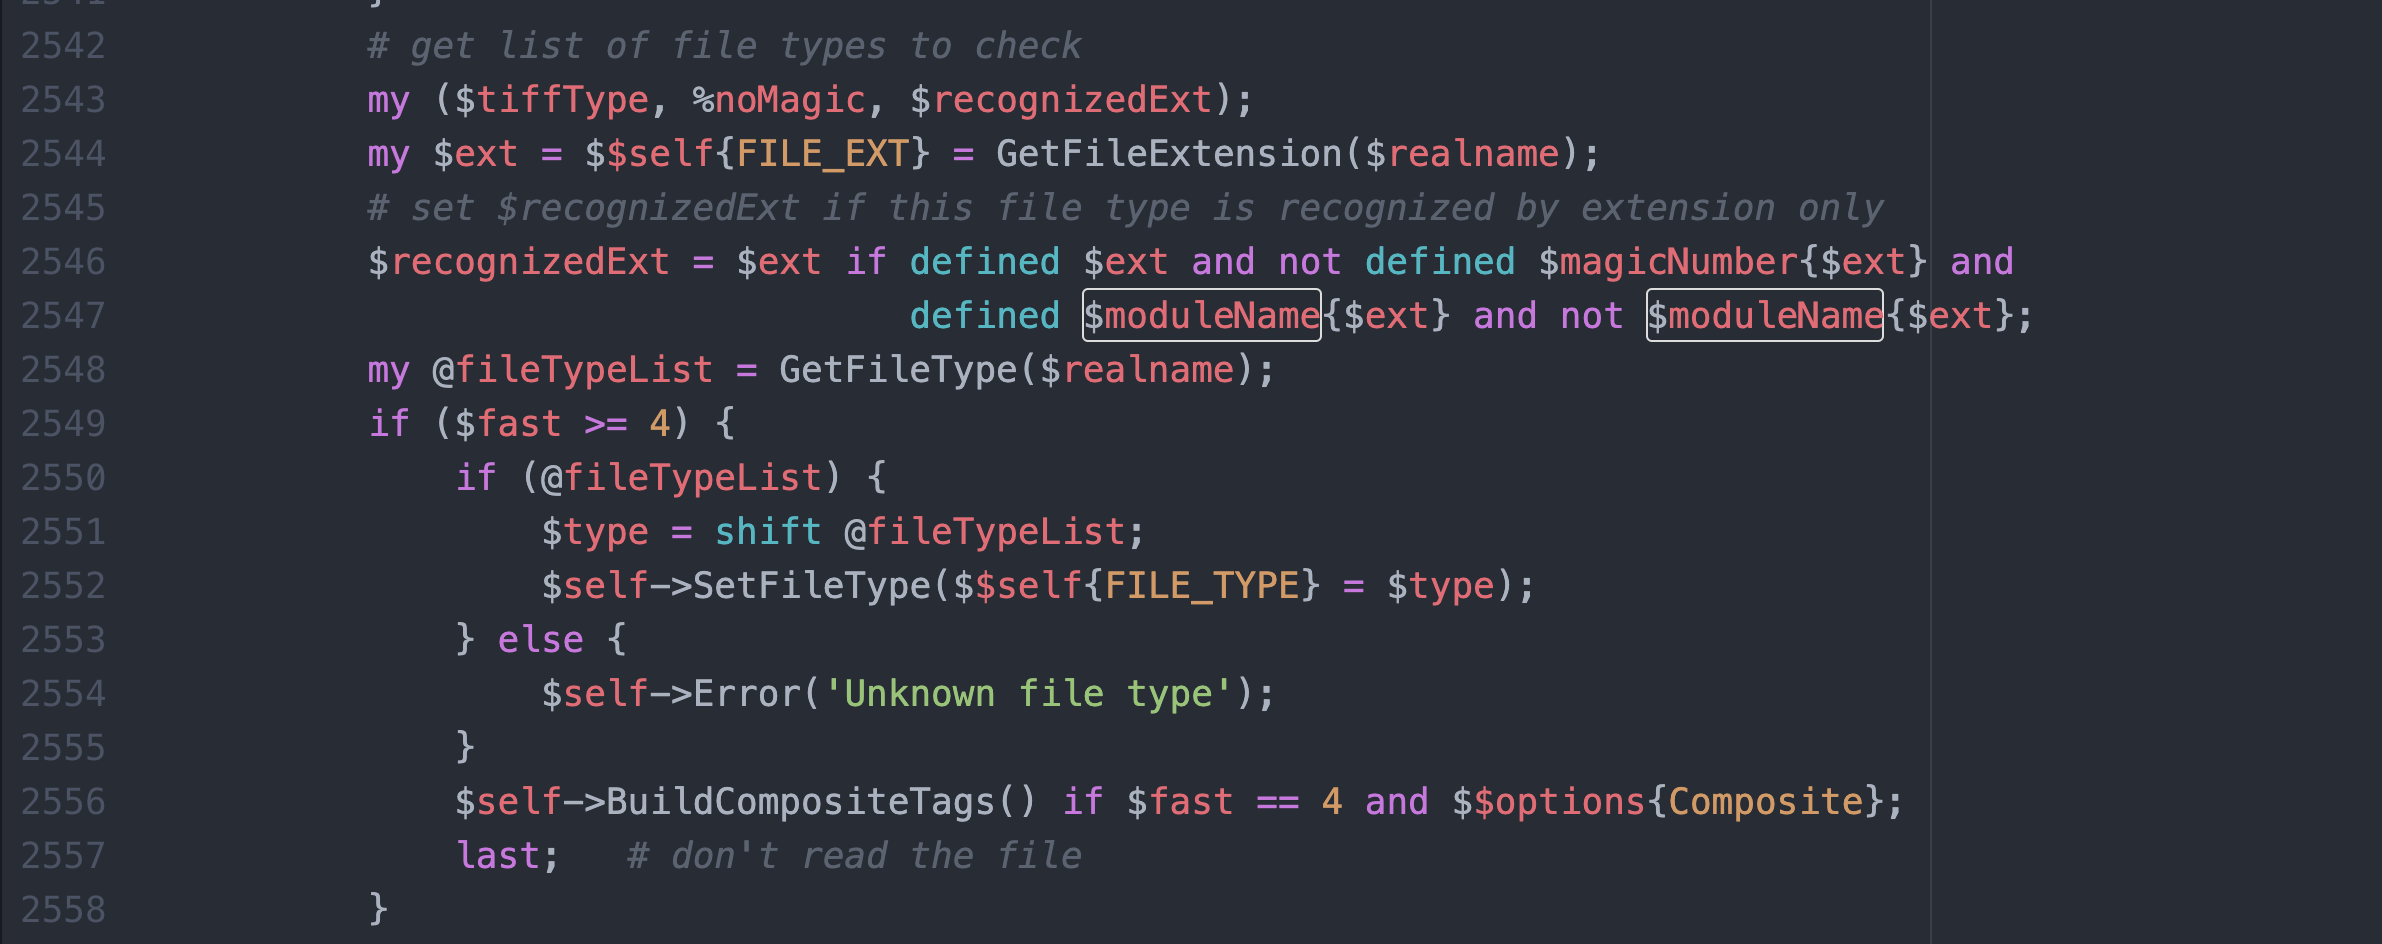 2542 # get list of file types to check
2543 my ($tiffType, %noMagic, $recognizedExt);
2544 my $ext = $$self{FILE_EXT} = GetFileExtension($realname);
2545 # set $recognizedExt if this file type is recognized by extension only
2546 $recognizedExt = $ext if defined $ext and not defined $magicNumber{$ext} and
2547 defined $moduleName{$ext} and not $moduleName{$ext};
2548 my @fileTypeList = GetFileType($realname);
2549 if ($fast >= 4) {
2550 if (@fileTypeList) {
2551 $type = shift @fileTypeList;
2552 $self->SetFileType($$self{FILE_TYPE} = $type);
2553 } else {
2554 $self->Error('Unknown file type');
2555 }
2556 $self->BuildCompositeTags() if $fast == 4 and $$options{Composite};
2557 last; # don't read the file
2558 }